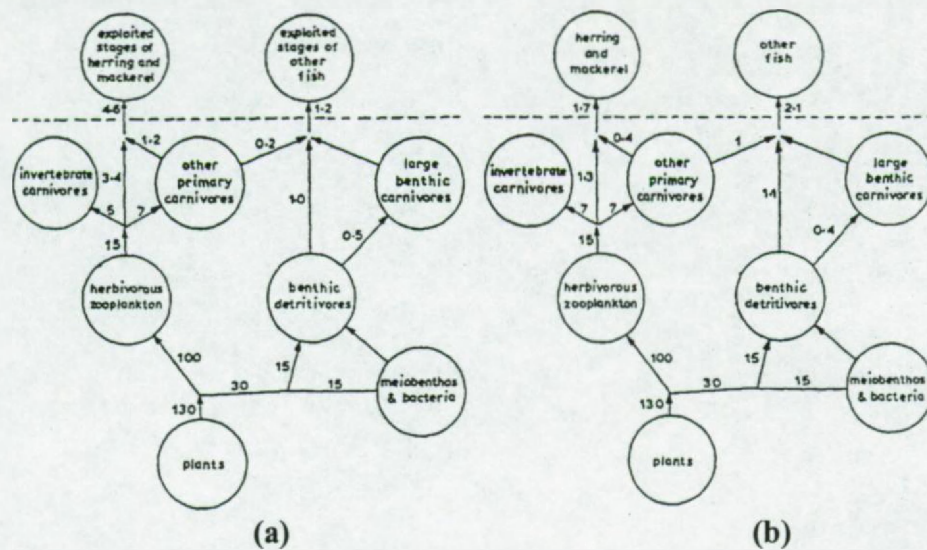 exploited
stages of
herring and
mackerel
exploited
stages of
other
fish
4-6
1-2
1-2
0-2
invertebrate
carnivores
3-4
other
primary
carnivores
large
benthic
carnivores
5
7
1-0
0-5
15
herbivorous
zooplankton
benthic
detritivores
100
15
30
15
meiobenthos
& bacteria
130
plants
(a)
herring
and
mackerel
other
fish
1-7
2-1
0-4
1
invertebrate
carnivores
1-3
other
primary
carnivores
large
benthic
carnivores
7
7
1-1
0-4
15
herbivorous
zooplankton
benthic
detritivores
100
15
30
15
meiobenthos
& bacteria
130
plants
(b)